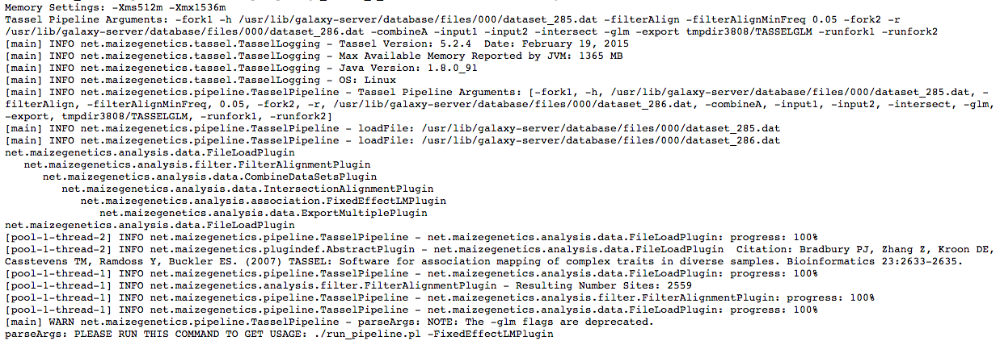 Memory Settings: -Xms512m -Xmx1536m
Tassel Pipeline Arguments: -fork1 -h /usr/lib/galaxy-server/database/files/000/dataset_285.dat -filterAlign -filterAlignMinFreq 0.05 -fork2 -r
/usr/lib/galaxy-server/database/files/000/dataset_286.dat -combineA -input1 -input2 -intersect -glm -export tmpdir3808/TASSELGLM -runfork1 -runfork2
[main] INFO net.maizegenetics.tassel.TasselLogging - Tassel Version: 5.2.4  Date: February 19, 2015
[main] INFO net.maizegenetics.tassel.TasselLogging - Max Available Memory Reported by JVM: 1365 MB
[main] INFO net.maizegenetics.tassel.TasselLogging - Java Version: 1.8.0_91
[main] INFO net.maizegenetics.tassel.TasselLogging - OS: Linux
[main] INFO net.maizegenetics.pipeline.TasselPipeline - Tassel Pipeline Arguments: [-fork1, -h, /usr/lib/galaxy-server/database/files/000/dataset_285.dat, -
filterAlign, -filterAlignMinFreq, 0.05, -fork2, -r, /usr/lib/galaxy-server/database/files/000/dataset_286.dat, -combineA, -input1, -input2, -intersect, -glm,
-export, tmpdir3808/TASSELGLM, -runfork1, -runfork2]
[main] INFO net.maizegenetics.pipeline.TasselPipeline - loadFile: /usr/lib/galaxy-server/database/files/000/dataset_285.dat
[main] INFO net.maizegenetics.pipeline.TasselPipeline - loadFile: /usr/lib/galaxy-server/database/files/000/dataset_286.dat
net.maizegenetics.analysis.data.FileLoadPlugin
net.maizegenetics.analysis.filter.FilterAlignmentPlugin
net.maizegenetics.analysis.data.CombineDataSetsPlugin
net.maizegenetics.analysis.data.IntersectionAlignmentPlugin
net.maizegenetics.analysis.association.FixedEffectLMPlugin
net.maizegenetics.analysis.data.ExportMultiplePlugin
net.maizegenetics.analysis.data.FileLoadPlugin
[pool-1-thread-2] INFO net.maizegenetics.pipeline.TasselPipeline - net.maizegenetics.analysis.data.FileLoadPlugin: progress: 100%
[pool-1-thread-2] INFO net.maizegenetics.plugindef.AbstractPlugin - net.maizegenetics.analysis.data.FileLoadPlugin  Citation: Bradbury PJ, Zhang Z, Kroon DE,
Casstevens TM, Ramdoss Y, Buckler ES. (2007) TASSEL: Software for association mapping of complex traits in diverse samples. Bioinformatics 23:2633-2635.
[pool-1-thread-1] INFO net.maizegenetics.pipeline.TasselPipeline - net.maizegenetics.analysis.data.FileLoadPlugin: progress: 100%
[pool-1-thread-1] INFO net.maizegenetics.analysis.filter.FilterAlignmentPlugin - Resulting Number Sites: 2559
[pool-1-thread-1] INFO net.maizegenetics.pipeline.TasselPipeline - net.maizegenetics.analysis.filter.FilterAlignmentPlugin: progress: 100%
[pool-1-thread-1] INFO net.maizegenetics.pipeline.TasselPipeline - net.maizegenetics.analysis.data.FileLoadPlugin: progress: 100%
[main] WARN net.maizegenetics.pipeline.TasselPipeline - parseArgs: NOTE: The -glm flags are deprecated.
parseArgs: PLEASE RUN THIS COMMAND TO GET USAGE: ./run_pipeline.pl -FixedEffectLMPlugin